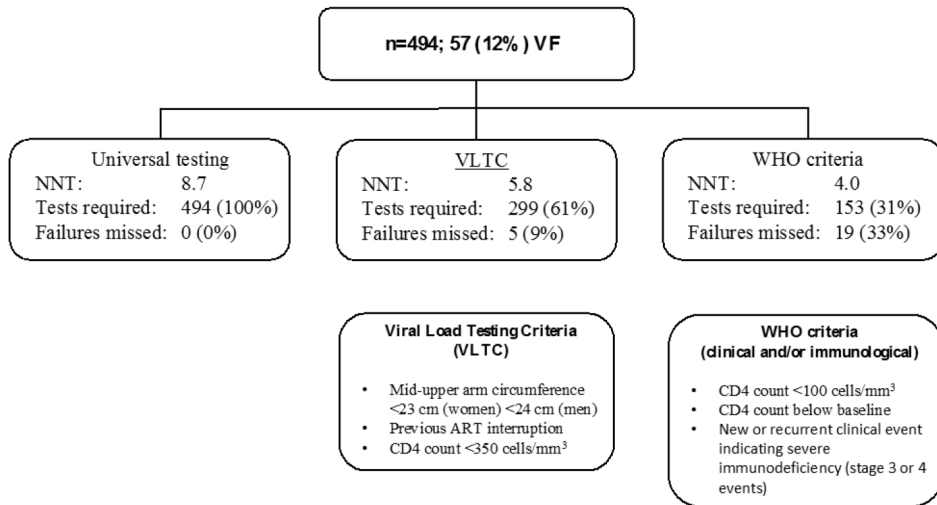 n=494; 57 (12%) VF
Universal testing
NNT: 8.7
Tests required: 494 (100%)
Failures missed: 0 (0%)
VLTC
NNT: 5.8
Tests required: 299 (61%)
Failures missed: 5 (9%)
WHO criteria
NNT: 4.0
Tests required: 153 (31%)
Failures missed: 19 (33%)
Viral Load Testing Criteria
(VLTC)
• Mid-upper arm circumference
<23 cm (women) <24 cm (men)
• Previous ART interruption
• CD4 count <350 cells/mm³
WHO criteria
(clinical and/or immunological)
• CD4 count <100 cells/mm³
• CD4 count below baseline
• New or recurrent clinical event
indicating severe
immunodeficiency (stage 3 or 4
events)